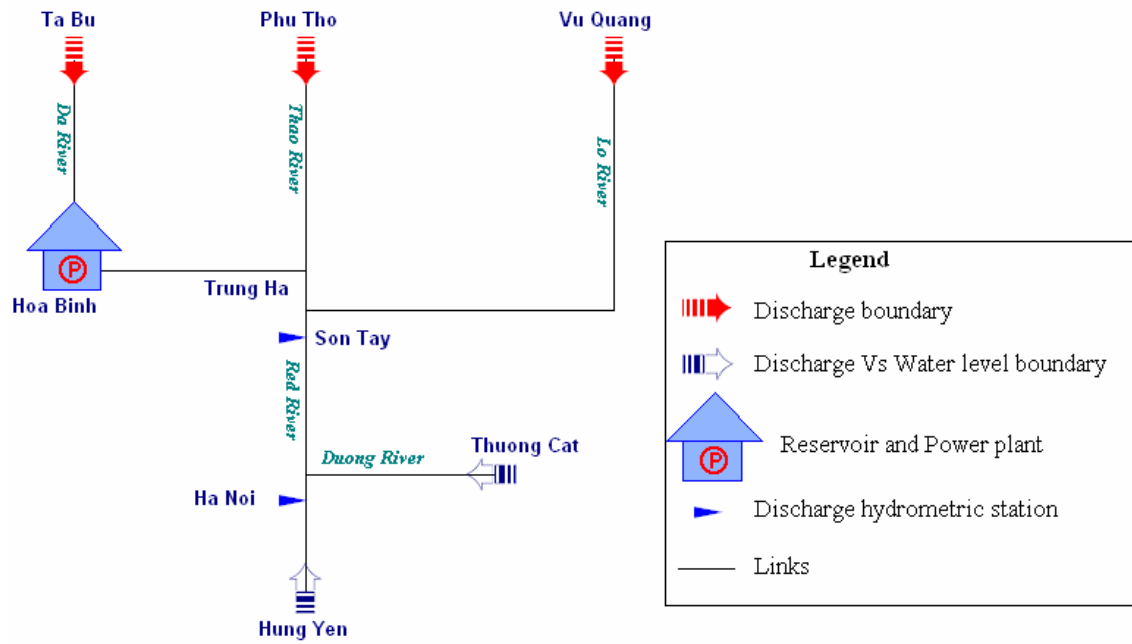 Ta Bu
Phu Tho
Vu Quang
Da River
Thao River
Lo River
P
Hoa Binh
Trung Ha
Son Tay
Red River
Duong River
Thuong Cat
Ha Noi
Hung Yen
Legend
Discharge boundary
Discharge Vs Water level boundary
P
Reservoir and Power plant
Discharge hydrometric station
Links